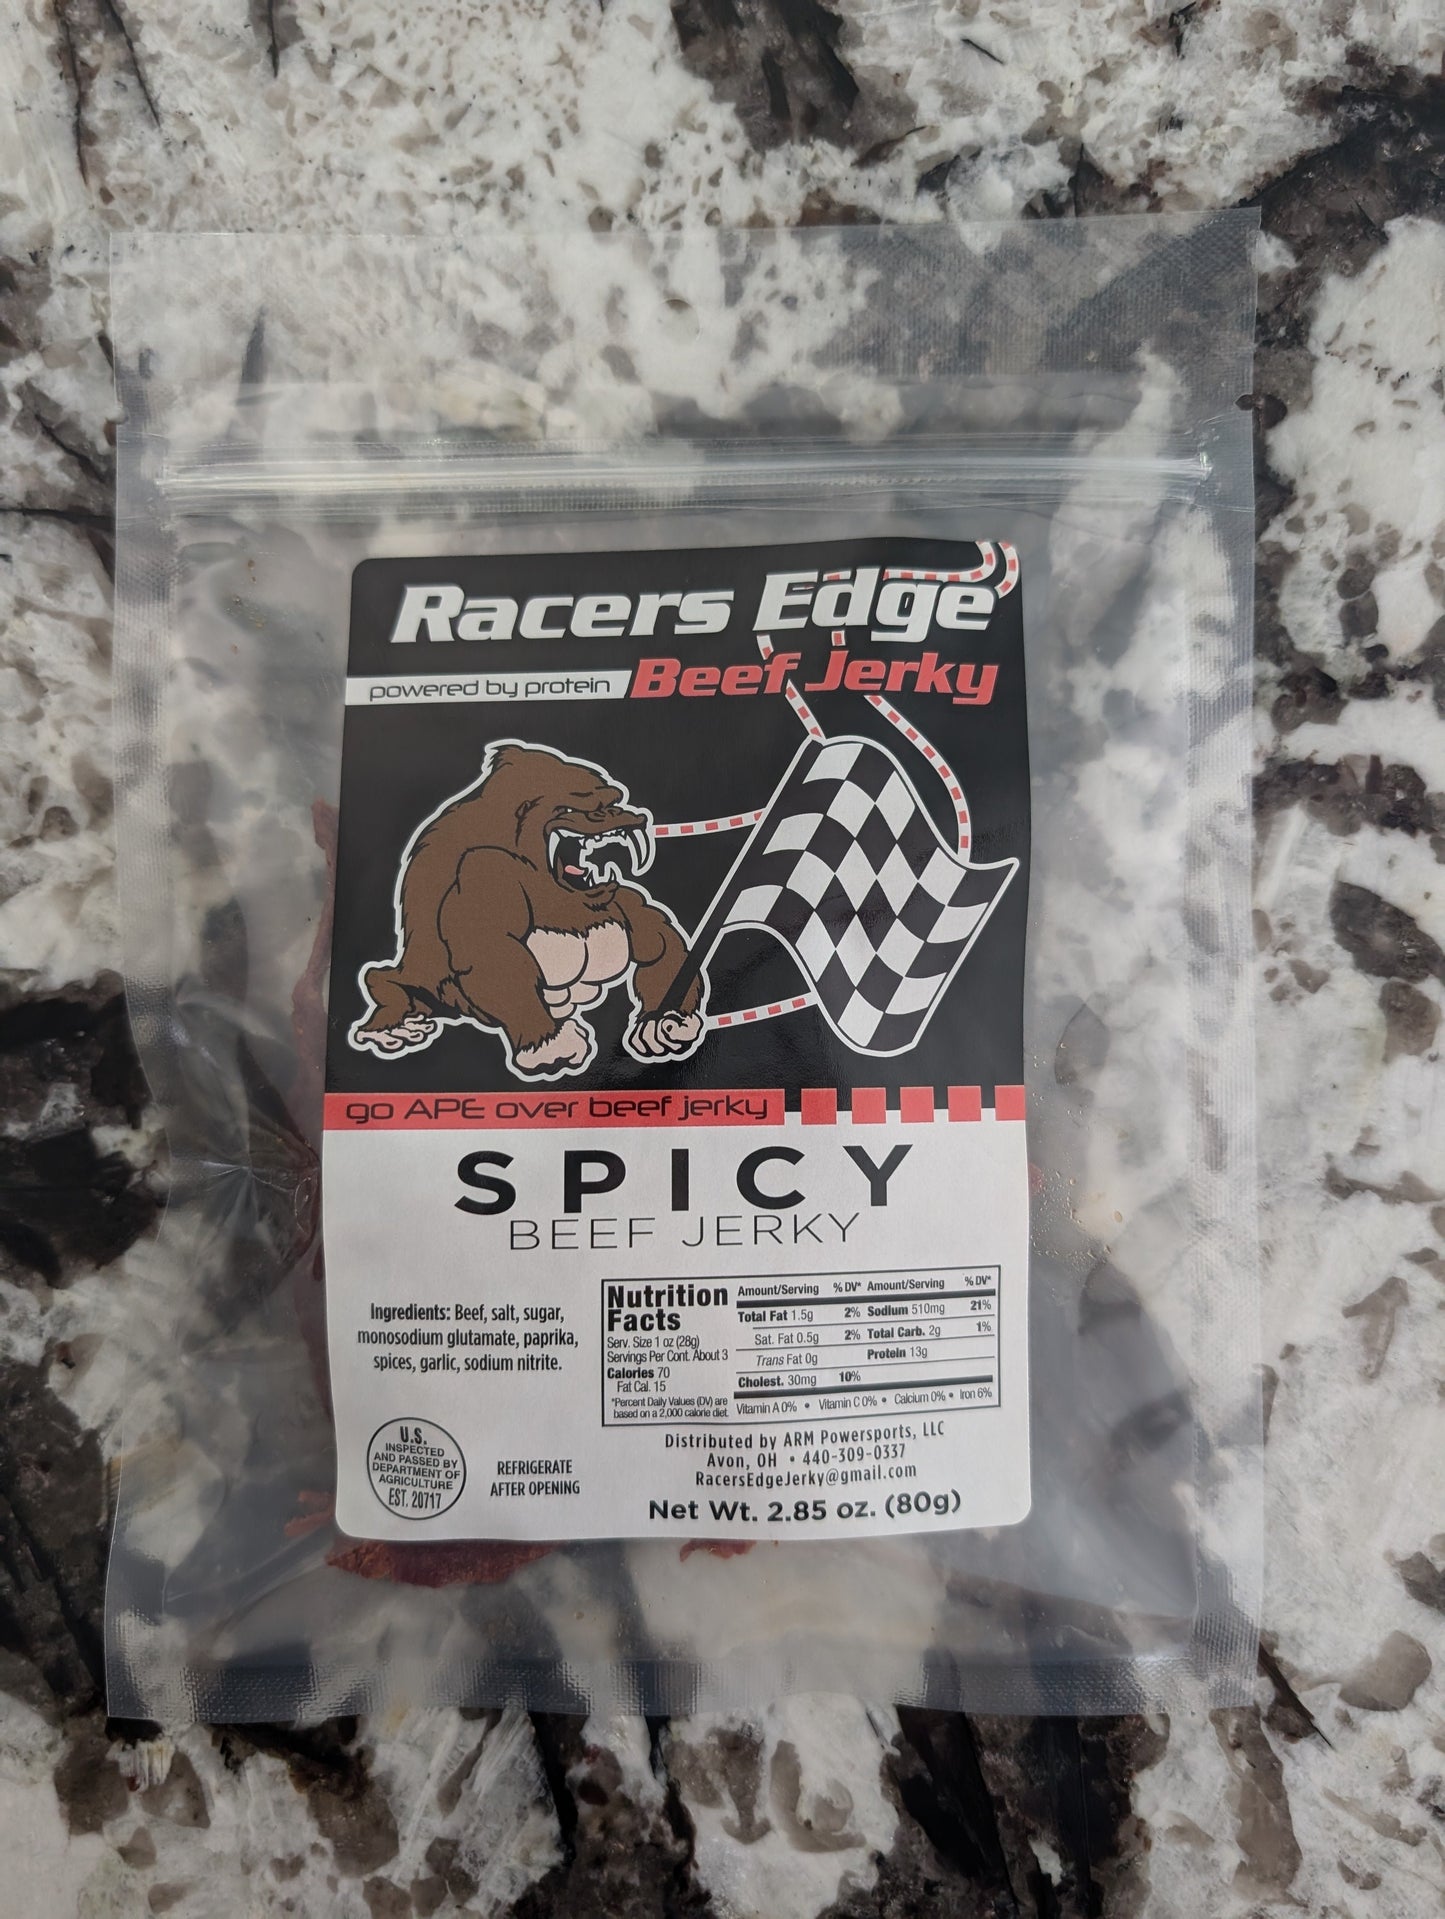 Racers Edge
powered by protein Beef Jerky
go APE over beef jerky
SPICY
BEEF JERKY
Ingredients: Beef, salt, sugar,
monosodium glutamate, paprika,
spices, garlic, sodium nitrite.
Nutrition
Facts
Serv. Size 1 oz (28g)
Servings Per Cont. About 3
Calories 70
Fat Cal. 15
*Percent Daily Values (DV) are
based on a 2,000 calorie diet.
Amount/Serving % DV* Amount/Serving % DV*
Total Fat 1.5g 2% Sodium 510mg 21%
Sat. Fat 0.5g 2% Total Carb. 2g 1%
Trans Fat 0g Protein 13g
Cholest. 30mg 10%
Vitamin A 0% • Vitamin C 0% • Calcium 0% • Iron 6%
U.S.
INSPECTED
AND PASSED BY
DEPARTMENT OF
AGRICULTURE
EST. 20717
REFRIGERATE
AFTER OPENING
Distributed by ARM Powersports, LLC
Avon, OH • 440-309-0337
RacersEdgeJerky@gmail.com
Net Wt. 2.85 oz. (80g)